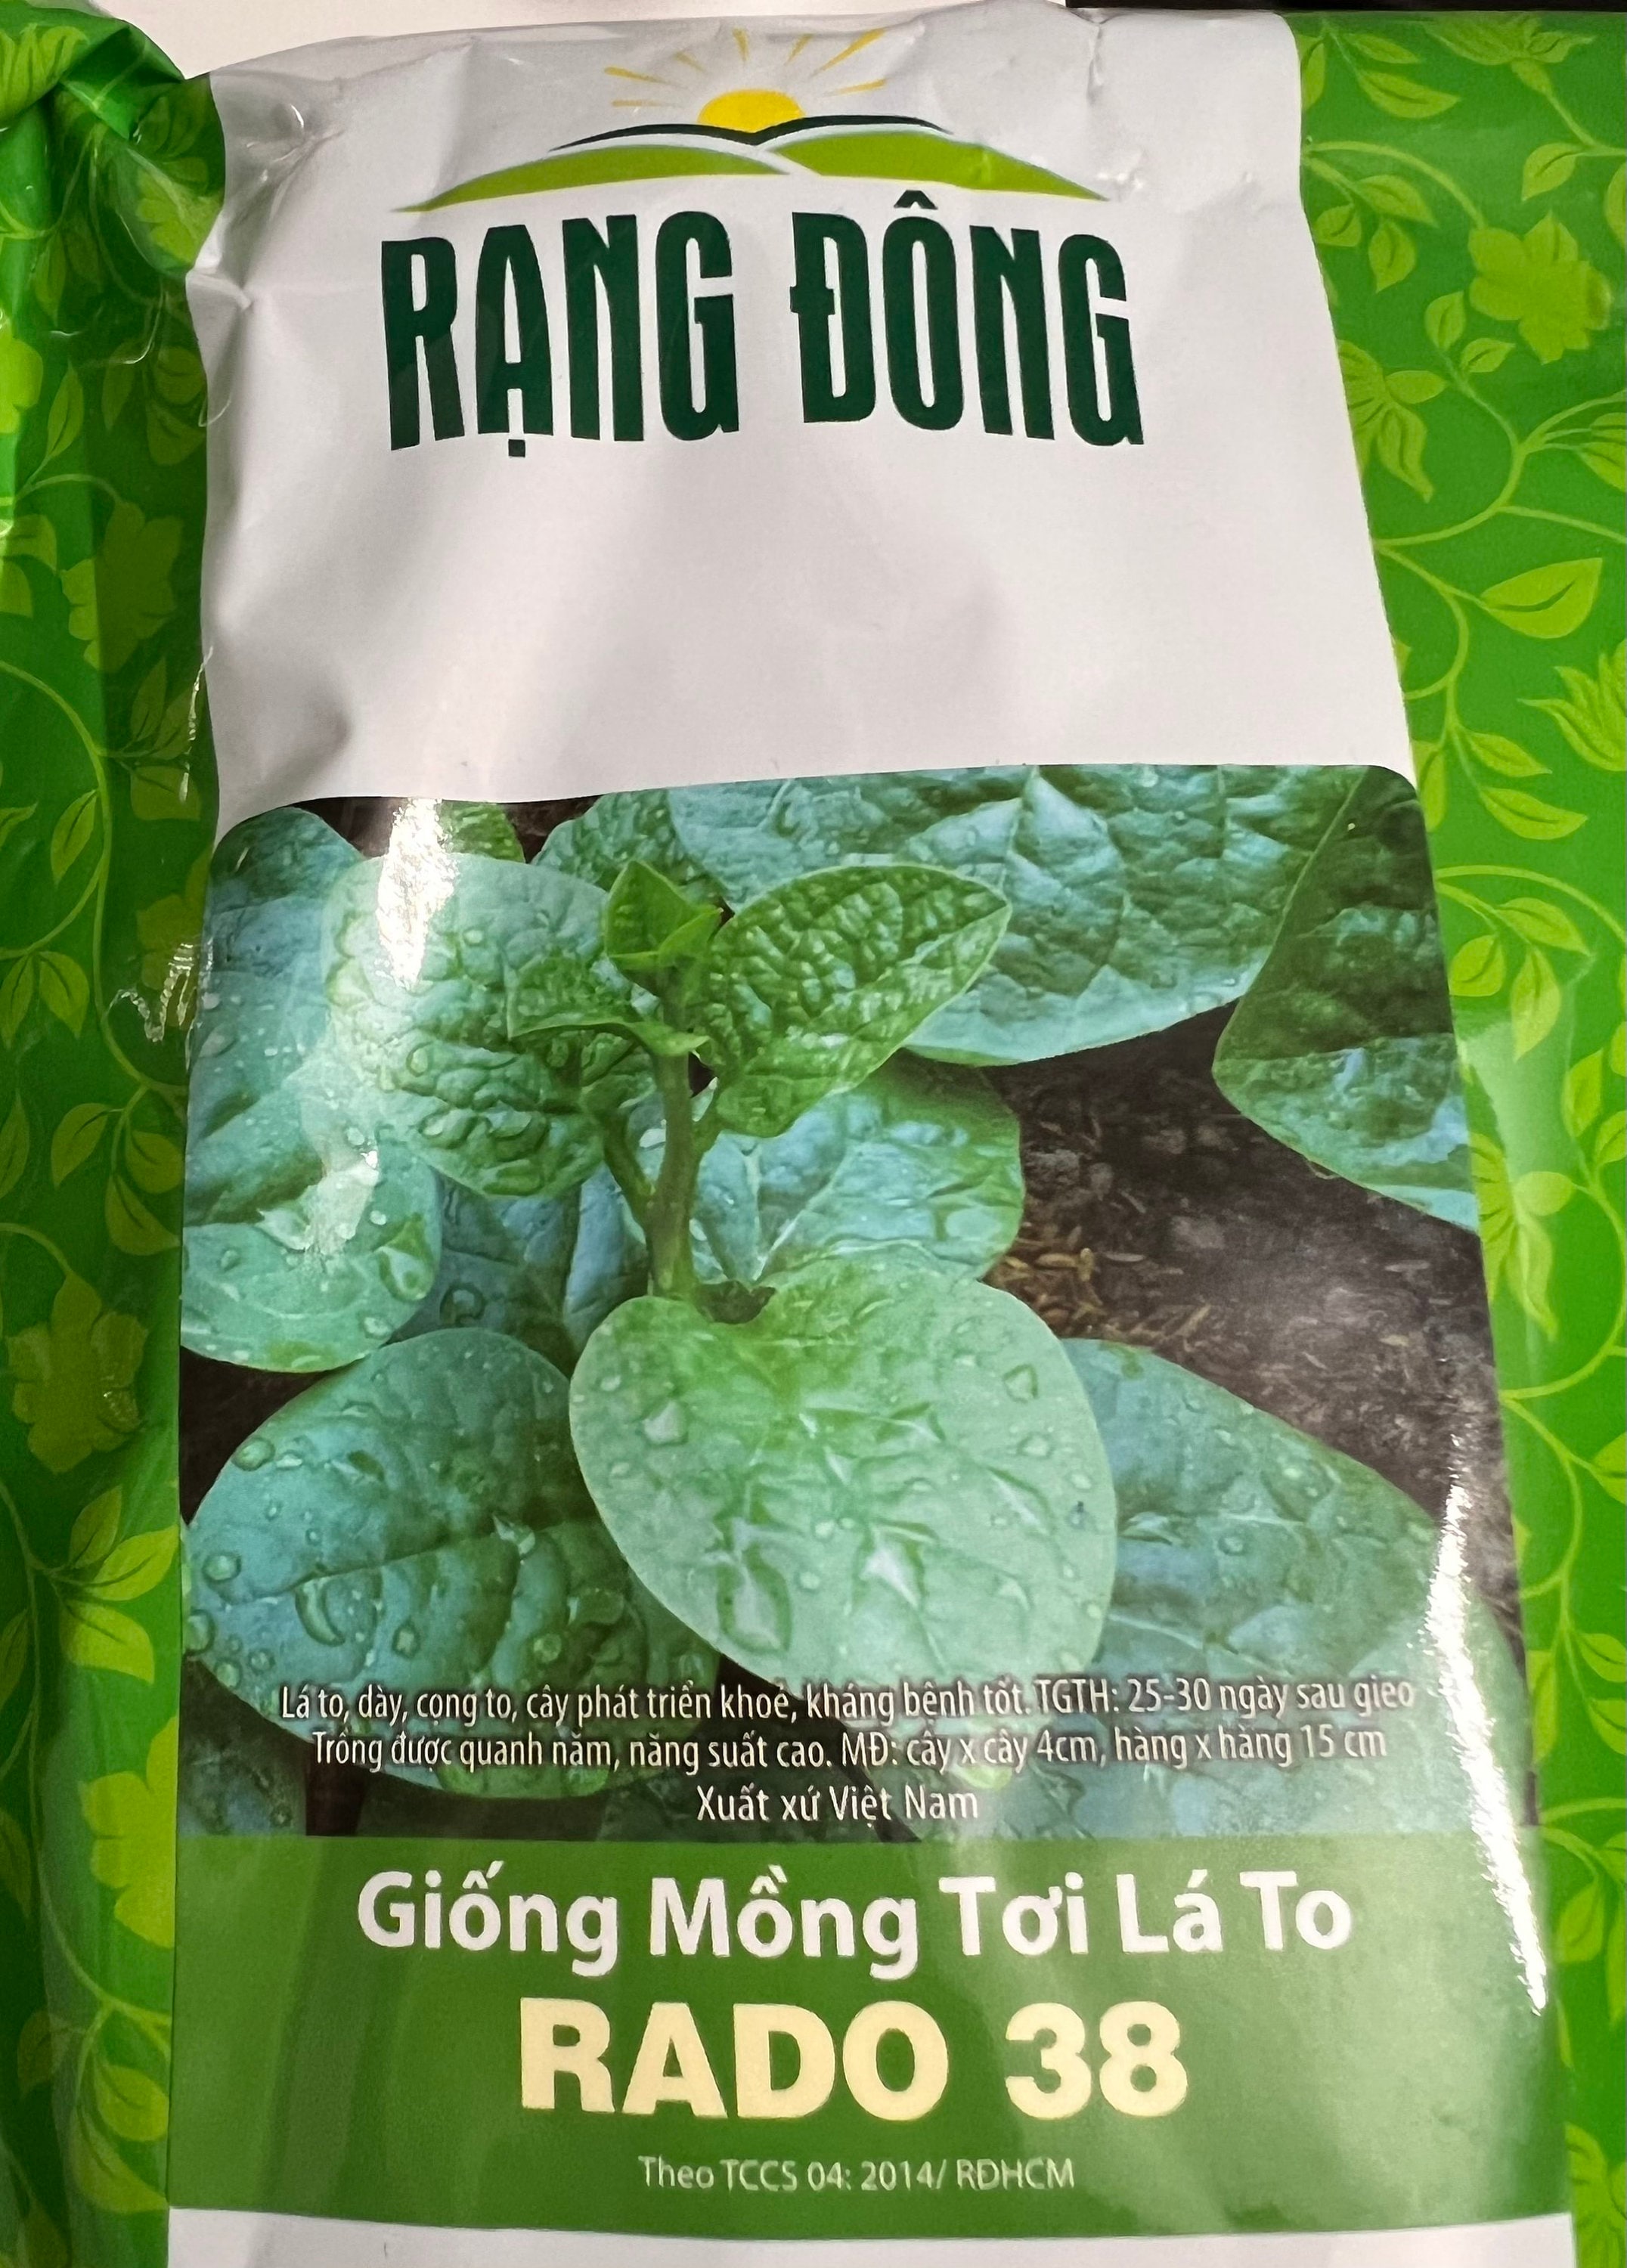 RẠNG ĐÔNG
Lá to, dày, cọng to, cây phát triển khoẻ, kháng bệnh tốt. TGTH: 25-30 ngày sau gieo
Trồng được quanh năm, năng suất cao. MĐ: cây x cây 4cm, hàng x hàng 15 cm
Xuất xứ Việt Nam
Giống Mồng Tơi Lá To
RADO 38
Theo TCCS 04: 2014/ RĐHCM